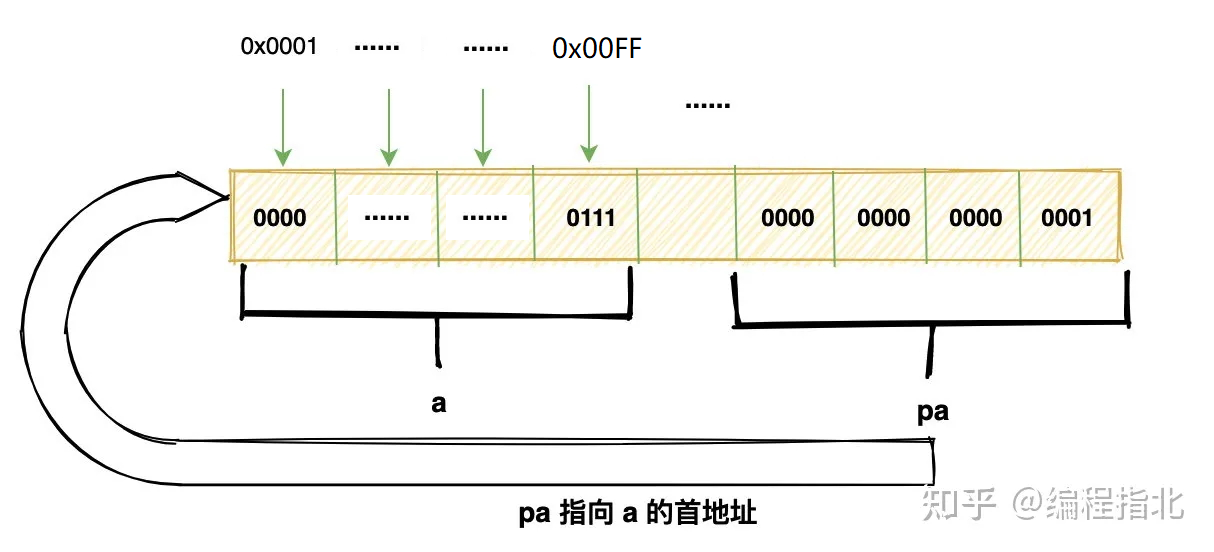 0x0001 ...... ...... 0x00FF
......
0000 ...... ...... 0111 0000 0000 0000 0001
a
pa
pa 指向 a 的首地址
知乎 @编程指北